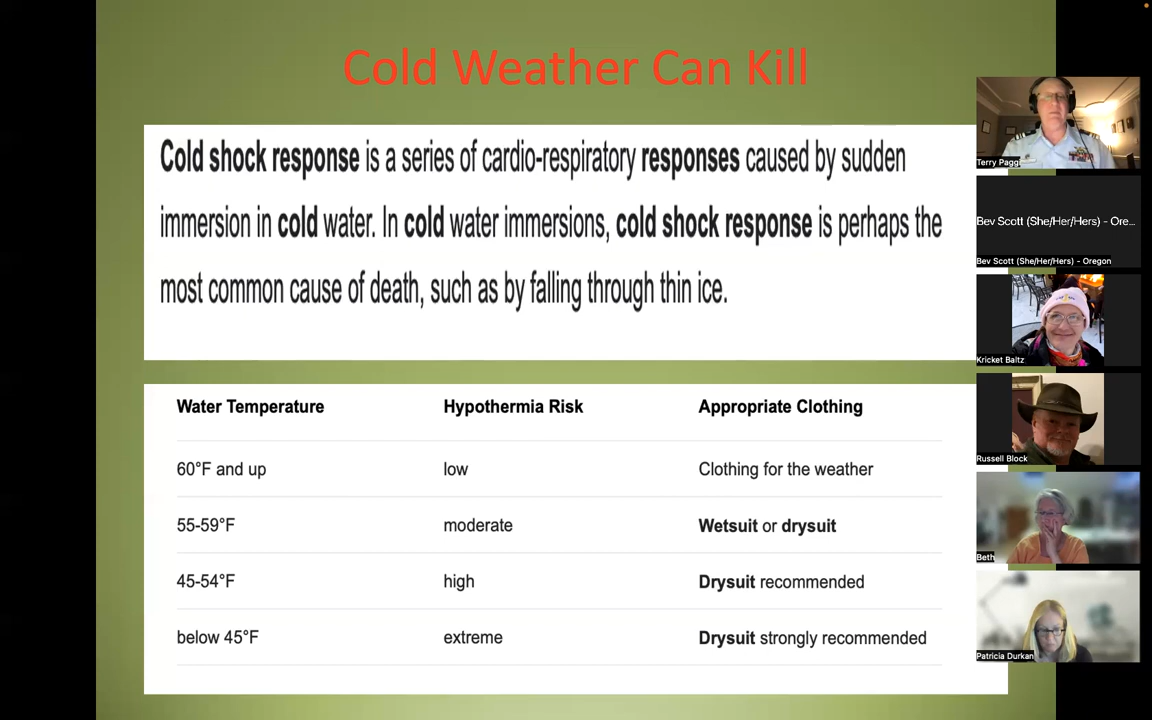 Cold Weather Can Kill
Cold shock response is a series of cardio-respiratory responses caused by sudden
immersion in cold water. In cold water immersions, cold shock response is perhaps the
most common cause of death, such as by falling through thin ice.
Water Temperature Hypothermia Risk Appropriate Clothing
60°F and up low Clothing for the weather
55-59°F moderate Wetsuit or drysuit
45-54°F high Drysuit recommended
below 45°F extreme Drysuit strongly recommended
Terry Paggi
Bev Scott (She/Her/Hers) - Ore...
Bev Scott (She/Her/Hers) - Oregon
Kricket Baltz
Russell Block
Beth
Patricia Durkan